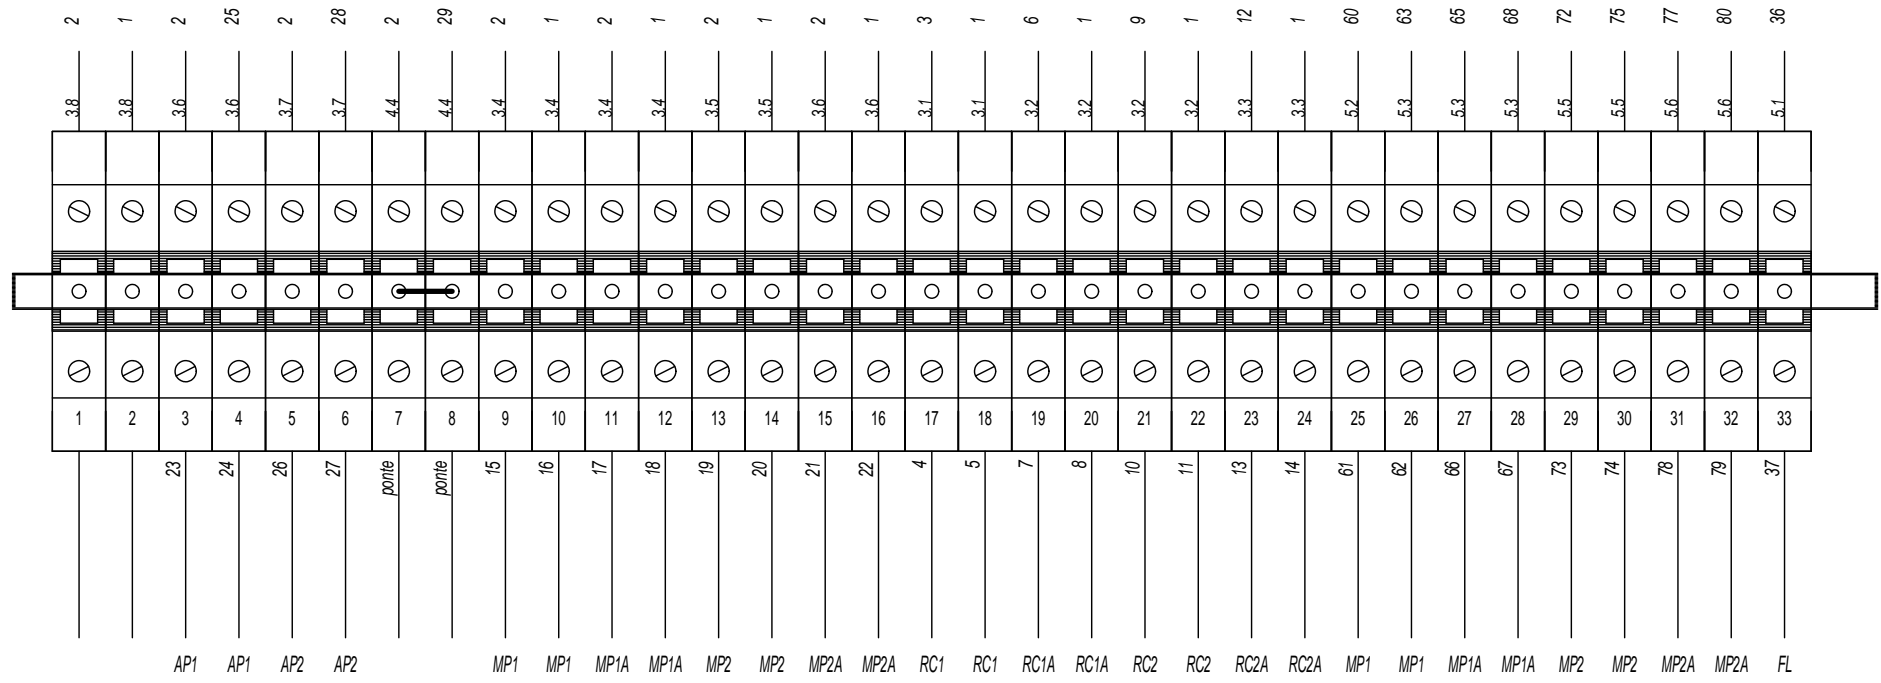 2 1 2 25 2 28 2 29 2 1 2 1 2 1 2 1 3 1 6 1 9 1 12 1 60 63 65 68 72 75 77 80 36
3.8 3.8 3.6 3.6 3.7 3.7 4.4 4.4 3.4 3.4 3.4 3.4 3.5 3.5 3.6 3.6 3.1 3.1 3.2 3.2 3.2 3.2 3.3 3.3 5.2 5.3 5.3 5.3 5.5 5.5 5.6 5.6 5.1
1 2 3 4 5 6 7 8 9 10 11 12 13 14 15 16 17 18 19 20 21 22 23 24 25 26 27 28 29 30 31 32 33
23 24 26 27 ponte ponte 15 16 17 18 19 20 21 22 4 5 7 8 10 11 13 14 61 62 66 67 73 74 78 79 37
AP1 AP1 AP2 AP2 MP1 MP1 MP1A MP1A MP2 MP2 MP2A MP2A RC1 RC1 RC1A RC1A RC2 RC2 RC2A RC2A MP1 MP1 MP1A MP1A MP2 MP2 MP2A MP2A FL